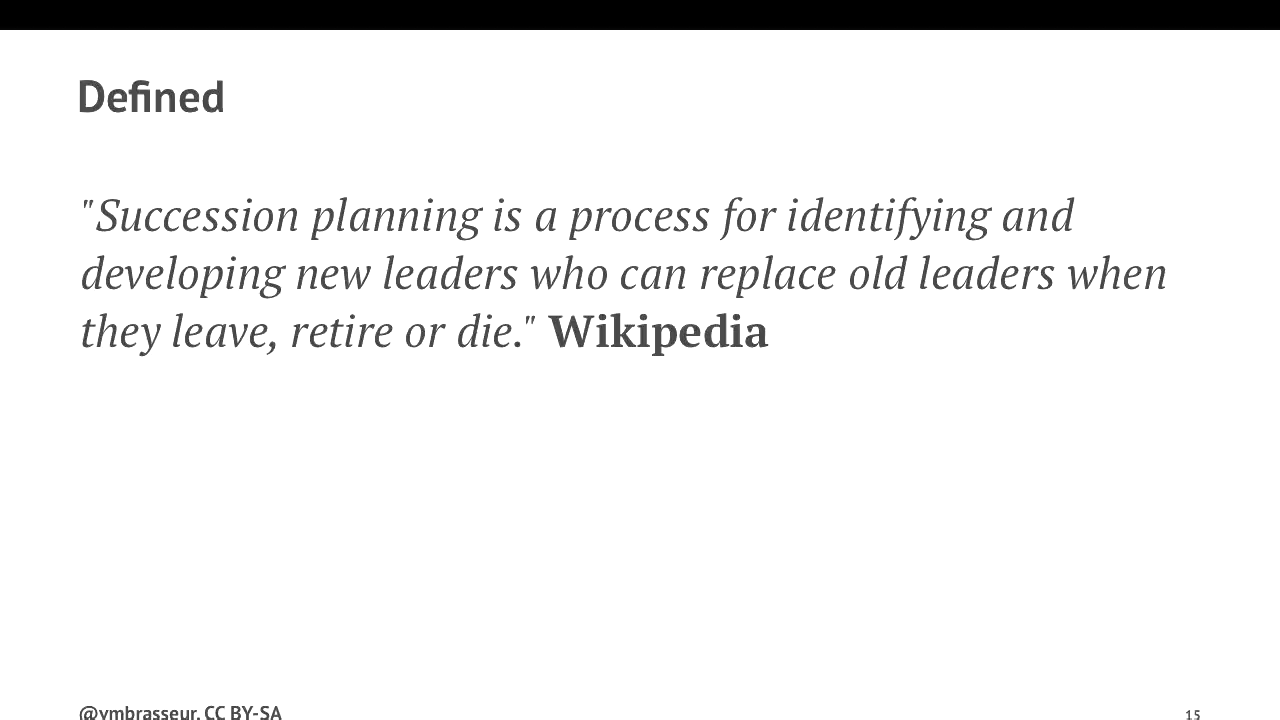 Defined
"Succession planning is a process for identifying and
developing new leaders who can replace old leaders when
they leave, retire or die." Wikipedia
@vmbrasseur, CC BY-SA
15